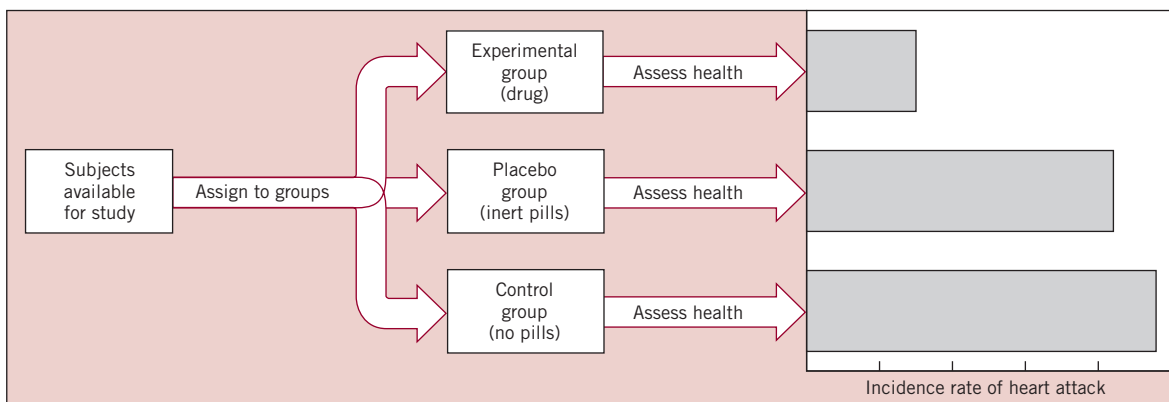 Subjects
available
for study
Assign to groups
Experimental
group
(drug)
Assess health
Placebo
group
(inert pills)
Assess health
Control
group
(no pills)
Assess health
Incidence rate of heart attack